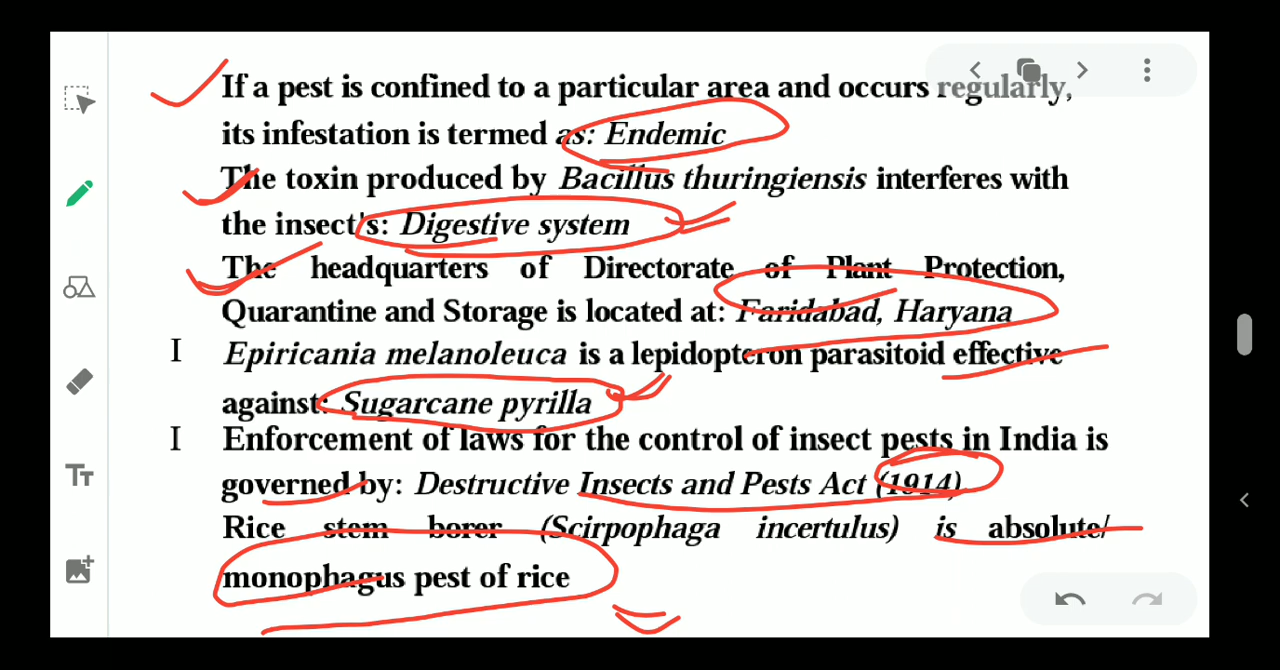 If a pest is confined to a particular area and occurs regularly,
its infestation is termed as: Endemic
The toxin produced by Bacillus thuringiensis interferes with
the insect's: Digestive system
The headquarters of Directorate of Plant Protection,
Quarantine and Storage is located at: Faridabad, Haryana
I Epiricania melanoleuca is a lepidopteron parasitoid effective
against: Sugarcane pyrilla
I Enforcement of laws for the control of insect pests in India is
governed by: Destructive Insects and Pests Act (1914).
Rice stem borer (Scirpophaga incertulus) is absolute/
monophagus pest of rice
Tт